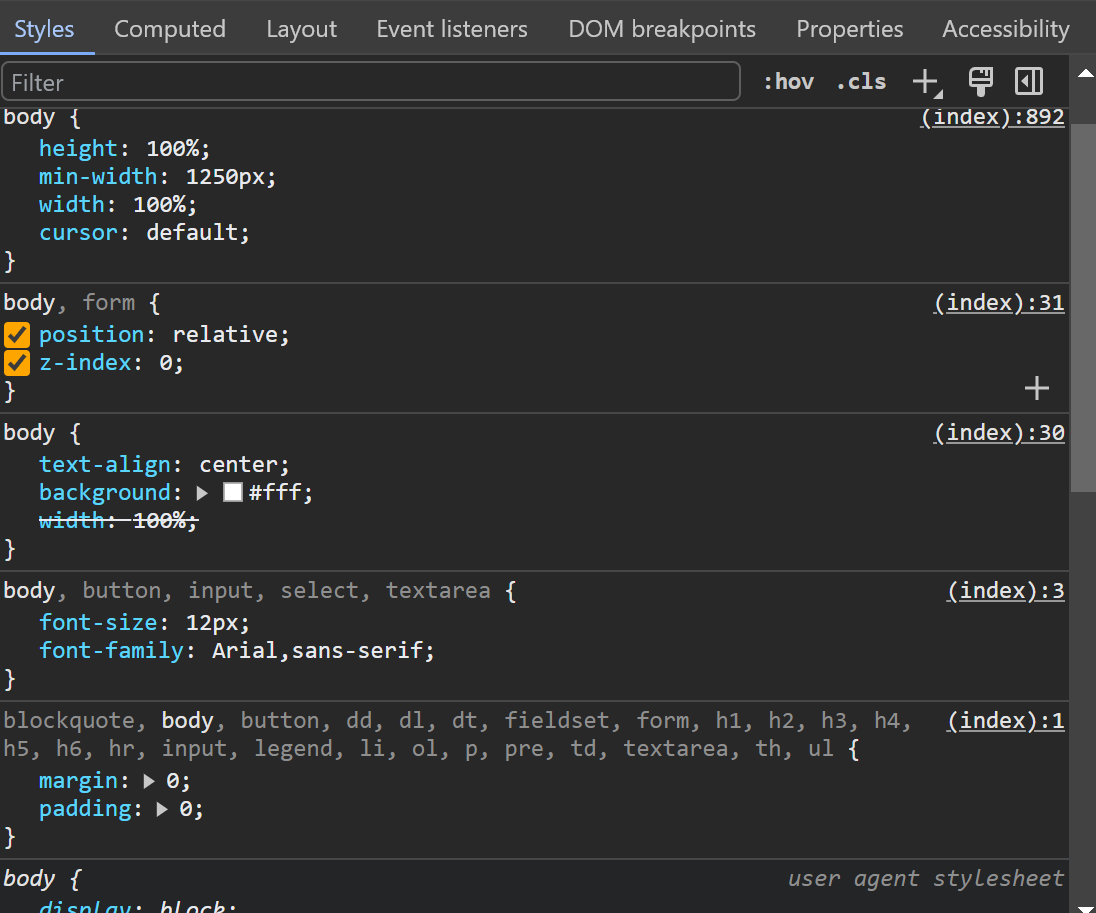 Styles Computed Layout Event listeners DOM breakpoints Properties Accessibility
Filter :hov .cls
body { (index):892
height: 100%;
min-width: 1250px;
width: 100%;
cursor: default;
}
body, form { (index):31
position: relative;
z-index: 0;
}
body { (index):30
text-align: center;
background: #fff;
width: 100%;
}
body, button, input, select, textarea { (index):3
font-size: 12px;
font-family: Arial,sans-serif;
}
blockquote, body, button, dd, dl, dt, fieldset, form, h1, h2, h3, h4, (index):1
h5, h6, hr, input, legend, li, ol, p, pre, td, textarea, th, ul {
margin: 0;
padding: 0;
}
body { user agent stylesheet
display: block;